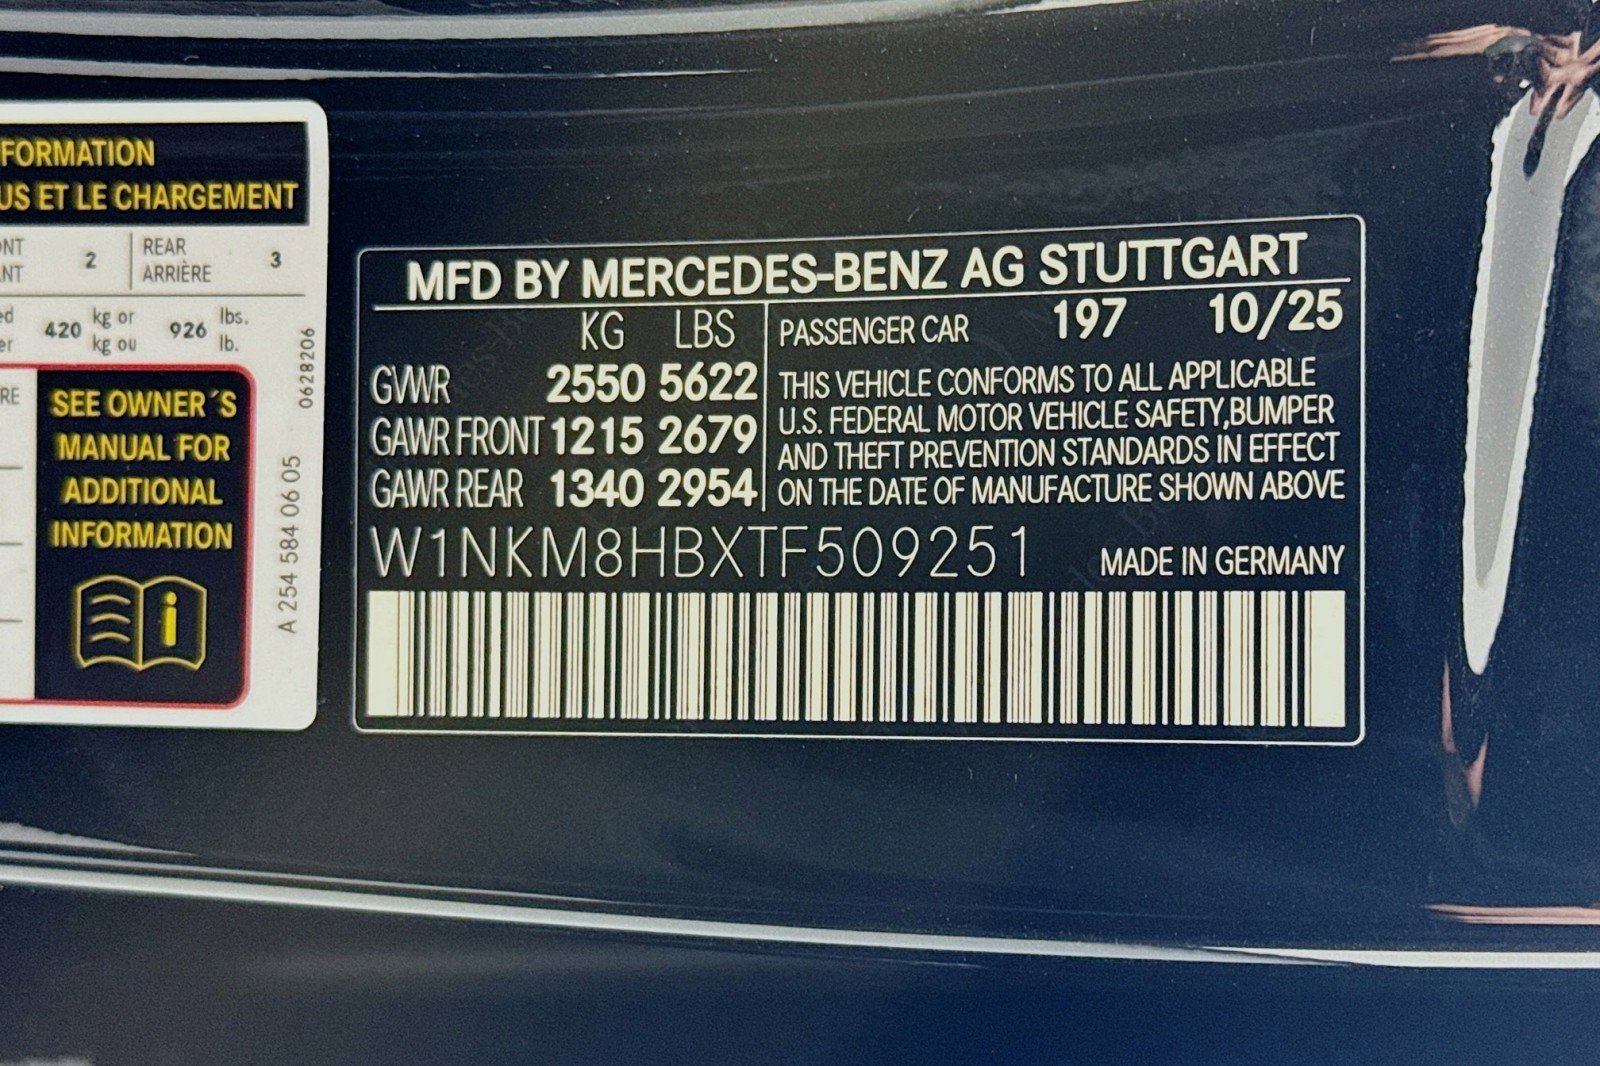 FORMATION
US ET LE CHARGEMENT
NT
ANT
2
REAR
ARRIÈRE
3
ed
er
420
kg or
kg ou
926
lbs.
lb.
RE
SEE OWNER´S
MANUAL FOR
ADDITIONAL
INFORMATION
i
0628206
A 254 584 06 05
MFD BY MERCEDES-BENZ AG STUTTGART
KG LBS
GVWR 2550 5622
GAWR FRONT 1215 2679
GAWR REAR 1340 2954
PASSENGER CAR 197 10/25
THIS VEHICLE CONFORMS TO ALL APPLICABLE
U.S. FEDERAL MOTOR VEHICLE SAFETY,BUMPER
AND THEFT PREVENTION STANDARDS IN EFFECT
ON THE DATE OF MANUFACTURE SHOWN ABOVE
W1NKM8HBXTF509251
MADE IN GERMANY